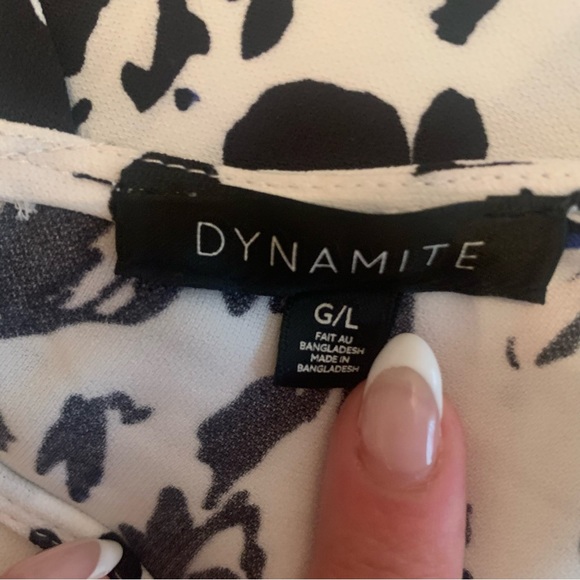 DYNAMITE
G/L
FAIT AU
BANGLADESH
MADE IN
BANGLADESH